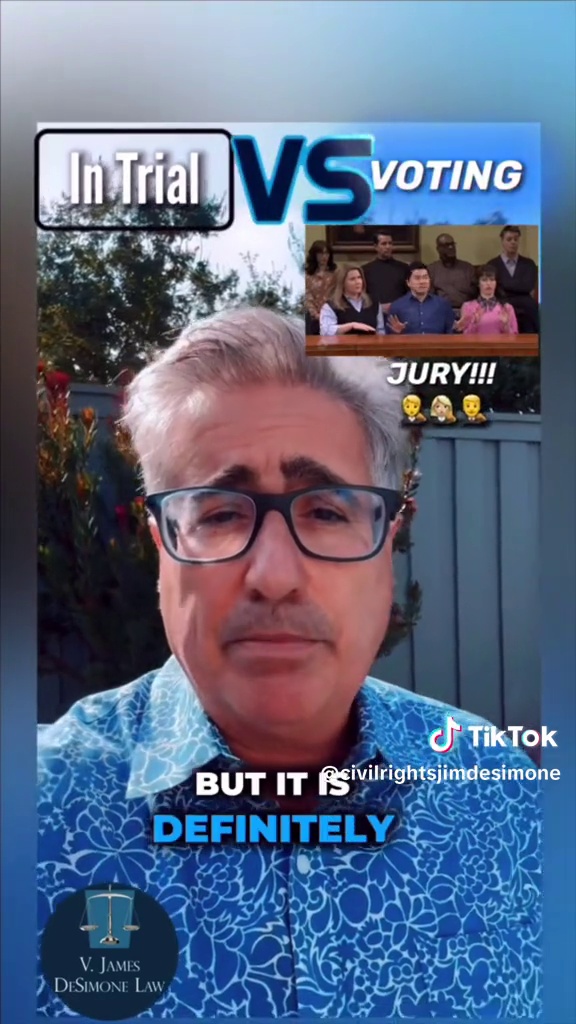 In Trial
VS
VOTING
JURY!!!
TikTok
@civilrightsjimdesimone
BUT IT IS
DEFINITELY
V. JAMES
DESIMONE LAW